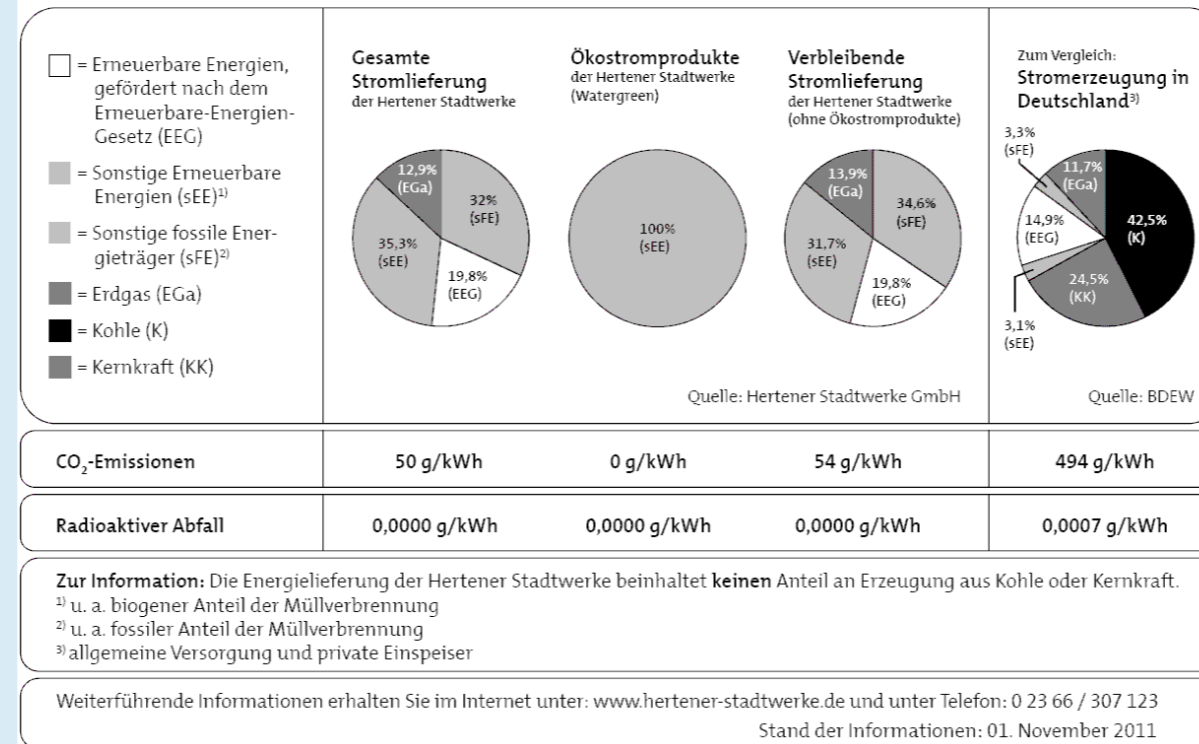 = Erneuerbare Energien,
gefördert nach dem
Erneuerbare-Energien-
Gesetz (EEG)
= Sonstige Erneuerbare
Energien (sEE)1)
= Sonstige fossile Ener-
gieträger (sFE)2)
= Erdgas (EGa)
= Kohle (K)
= Kernkraft (KK)
Gesamte
Stromlieferung
der Hertener Stadtwerke
12,9%
(EGa)
32%
(sFE)
35,3%
(sEE)
19,8%
(EEG)
Ökostromprodukte
der Hertener Stadtwerke
(Watergreen)
100%
(sEE)
Verbleibende
Stromlieferung
der Hertener Stadtwerke
(ohne Ökostromprodukte)
13,9%
(EGa)
34,6%
(sFE)
31,7%
(sEE)
19,8%
(EEG)
Quelle: Hertener Stadtwerke GmbH
Zum Vergleich:
Stromerzeugung in
Deutschland3)
3,3%
(sFE)
11,7%
(EGa)
14,9%
(EEG)
42,5%
(K)
24,5%
(KK)
3,1%
(sEE)
Quelle: BDEW
CO2-Emissionen 50 g/kWh 0 g/kWh 54 g/kWh 494 g/kWh
Radioaktiver Abfall 0,0000 g/kWh 0,0000 g/kWh 0,0000 g/kWh 0,0007 g/kWh
Zur Information: Die Energielieferung der Hertener Stadtwerke beinhaltet keinen Anteil an Erzeugung aus Kohle oder Kernkraft.
1) u. a. biogener Anteil der Müllverbrennung
2) u. a. fossiler Anteil der Müllverbrennung
3) allgemeine Versorgung und private Einspeiser
Weiterführende Informationen erhalten Sie im Internet unter: www.hertener-stadtwerke.de und unter Telefon: 0 23 66 / 307 123
Stand der Informationen: 01. November 2011